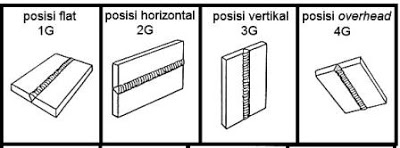 posisi flat
1G
posisi horizontal
2G
posisi vertikal
3G
posisi overhead
4G